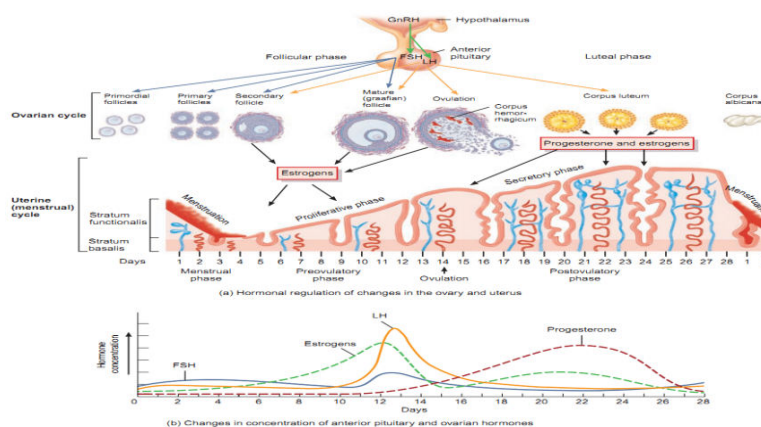 GnRH
Hypothalamus
Follicular phase
FSH
LH
Anterior
pituitary
Luteal phase
Ovarian cycle
Primordial
follicles
Primary
follicles
Secondary
follicle
Mature
(graafian)
follicle
Ovulation
Corpus
hemor-
rhagicum
Corpus luteum
Corpus
albicans
Estrogens
Progesterone and estrogens
Uterine
(menstrual)
cycle
Stratum
functionalis
Stratum
basalis
Menstruation
Proliferative phase
Secretory phase
Days 1 2 3 4 5 6 7 8 9 10 11 12 13 14 15 16 17 18 19 20 21 22 23 24 25 26 27 28 1
Menstrual
phase
Preovulatory
phase
Ovulation
Postovulatory
phase
(a) Hormonal regulation of changes in the ovary and uterus
Hormone
concentration
FSH
Estrogens
LH
Progesterone
0 2 4 6 8 10 12 14 16 18 20 22 24 26 28
Days
(b) Changes in concentration of anterior pituitary and ovarian hormones